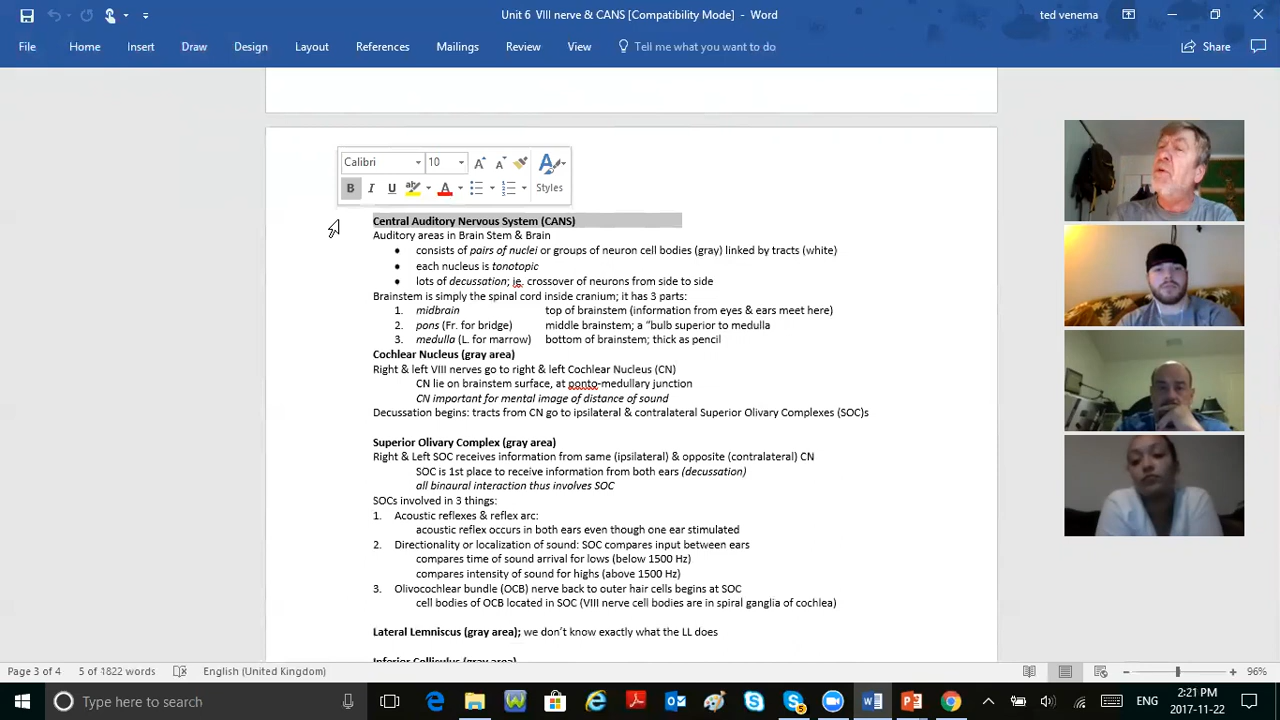 Unit 6 VIII nerve & CANS [Compatibility Mode] - Word
ted venema
File Home Insert Draw Design Layout References Mailings Review View Tell me what you want to do Share
Calibri 10
B I U ab A Styles
Central Auditory Nervous System (CANS)
Auditory areas in Brain Stem & Brain
• consists of pairs of nuclei or groups of neuron cell bodies (gray) linked by tracts (white)
• each nucleus is tonotopic
• lots of decussation; ie. crossover of neurons from side to side
Brainstem is simply the spinal cord inside cranium; it has 3 parts:
1. midbrain top of brainstem (information from eyes & ears meet here)
2. pons (Fr. for bridge) middle brainstem; a “bulb superior to medulla
3. medulla (L. for marrow) bottom of brainstem; thick as pencil
Cochlear Nucleus (gray area)
Right & left VIII nerves go to right & left Cochlear Nucleus (CN)
CN lie on brainstem surface, at ponto-medullary junction
CN important for mental image of distance of sound
Decussation begins: tracts from CN go to ipsilateral & contralateral Superior Olivary Complexes (SOC)s
Superior Olivary Complex (gray area)
Right & Left SOC receives information from same (ipsilateral) & opposite (contralateral) CN
SOC is 1st place to receive information from both ears (decussation)
all binaural interaction thus involves SOC
SOCs involved in 3 things:
1. Acoustic reflexes & reflex arc:
acoustic reflex occurs in both ears even though one ear stimulated
2. Directionality or localization of sound: SOC compares input between ears
compares time of sound arrival for lows (below 1500 Hz)
compares intensity of sound for highs (above 1500 Hz)
3. Olivocochlear bundle (OCB) nerve back to outer hair cells begins at SOC
cell bodies of OCB located in SOC (VIII nerve cell bodies are in spiral ganglia of cochlea)
Lateral Lemniscus (gray area); we don’t know exactly what the LL does
Inferior Colliculus (gray area)
Page 3 of 4 5 of 1822 words English (United Kingdom) 96%
Type here to search ENG 2:21 PM
2017-11-22